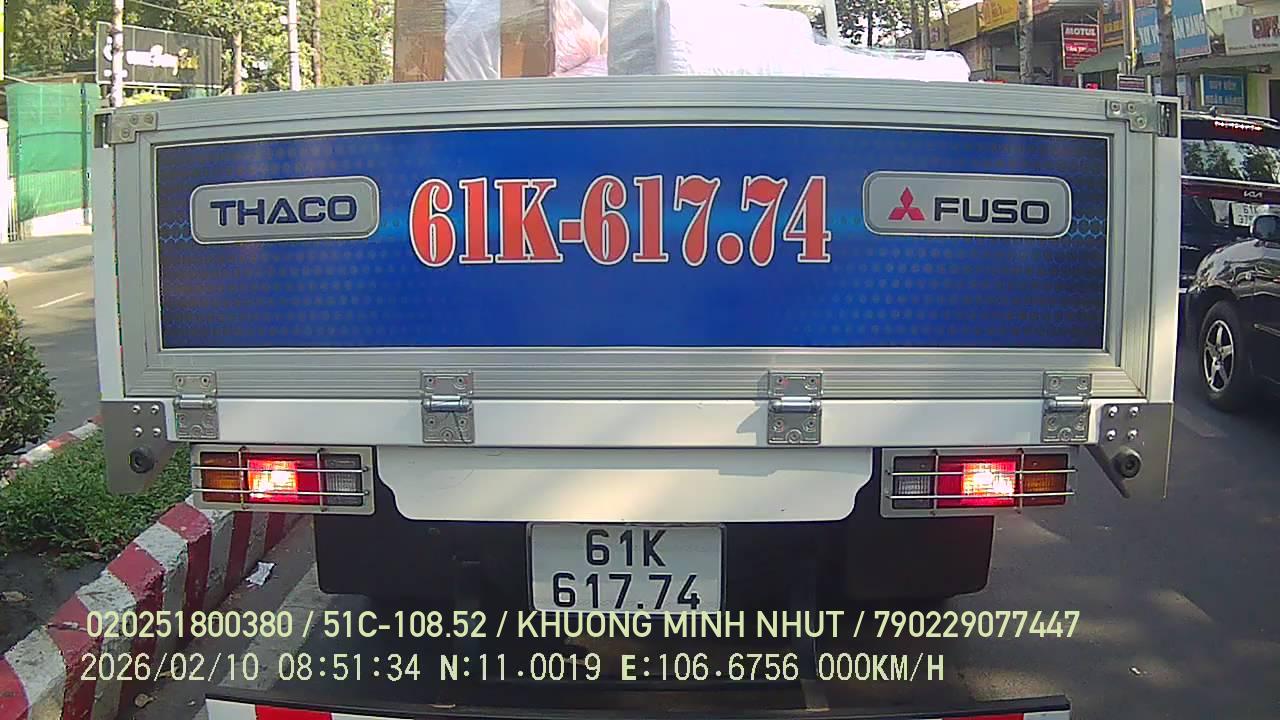 MOTUL
THACO
61K-617.74
FUSO
KIA
61K
617.74
020251800380 / 51C-108.52 / KHUONG MINH NHUT / 790229077447
2026/02/10 08:51:34 N:11.0019 E:106.6756 000KM/H